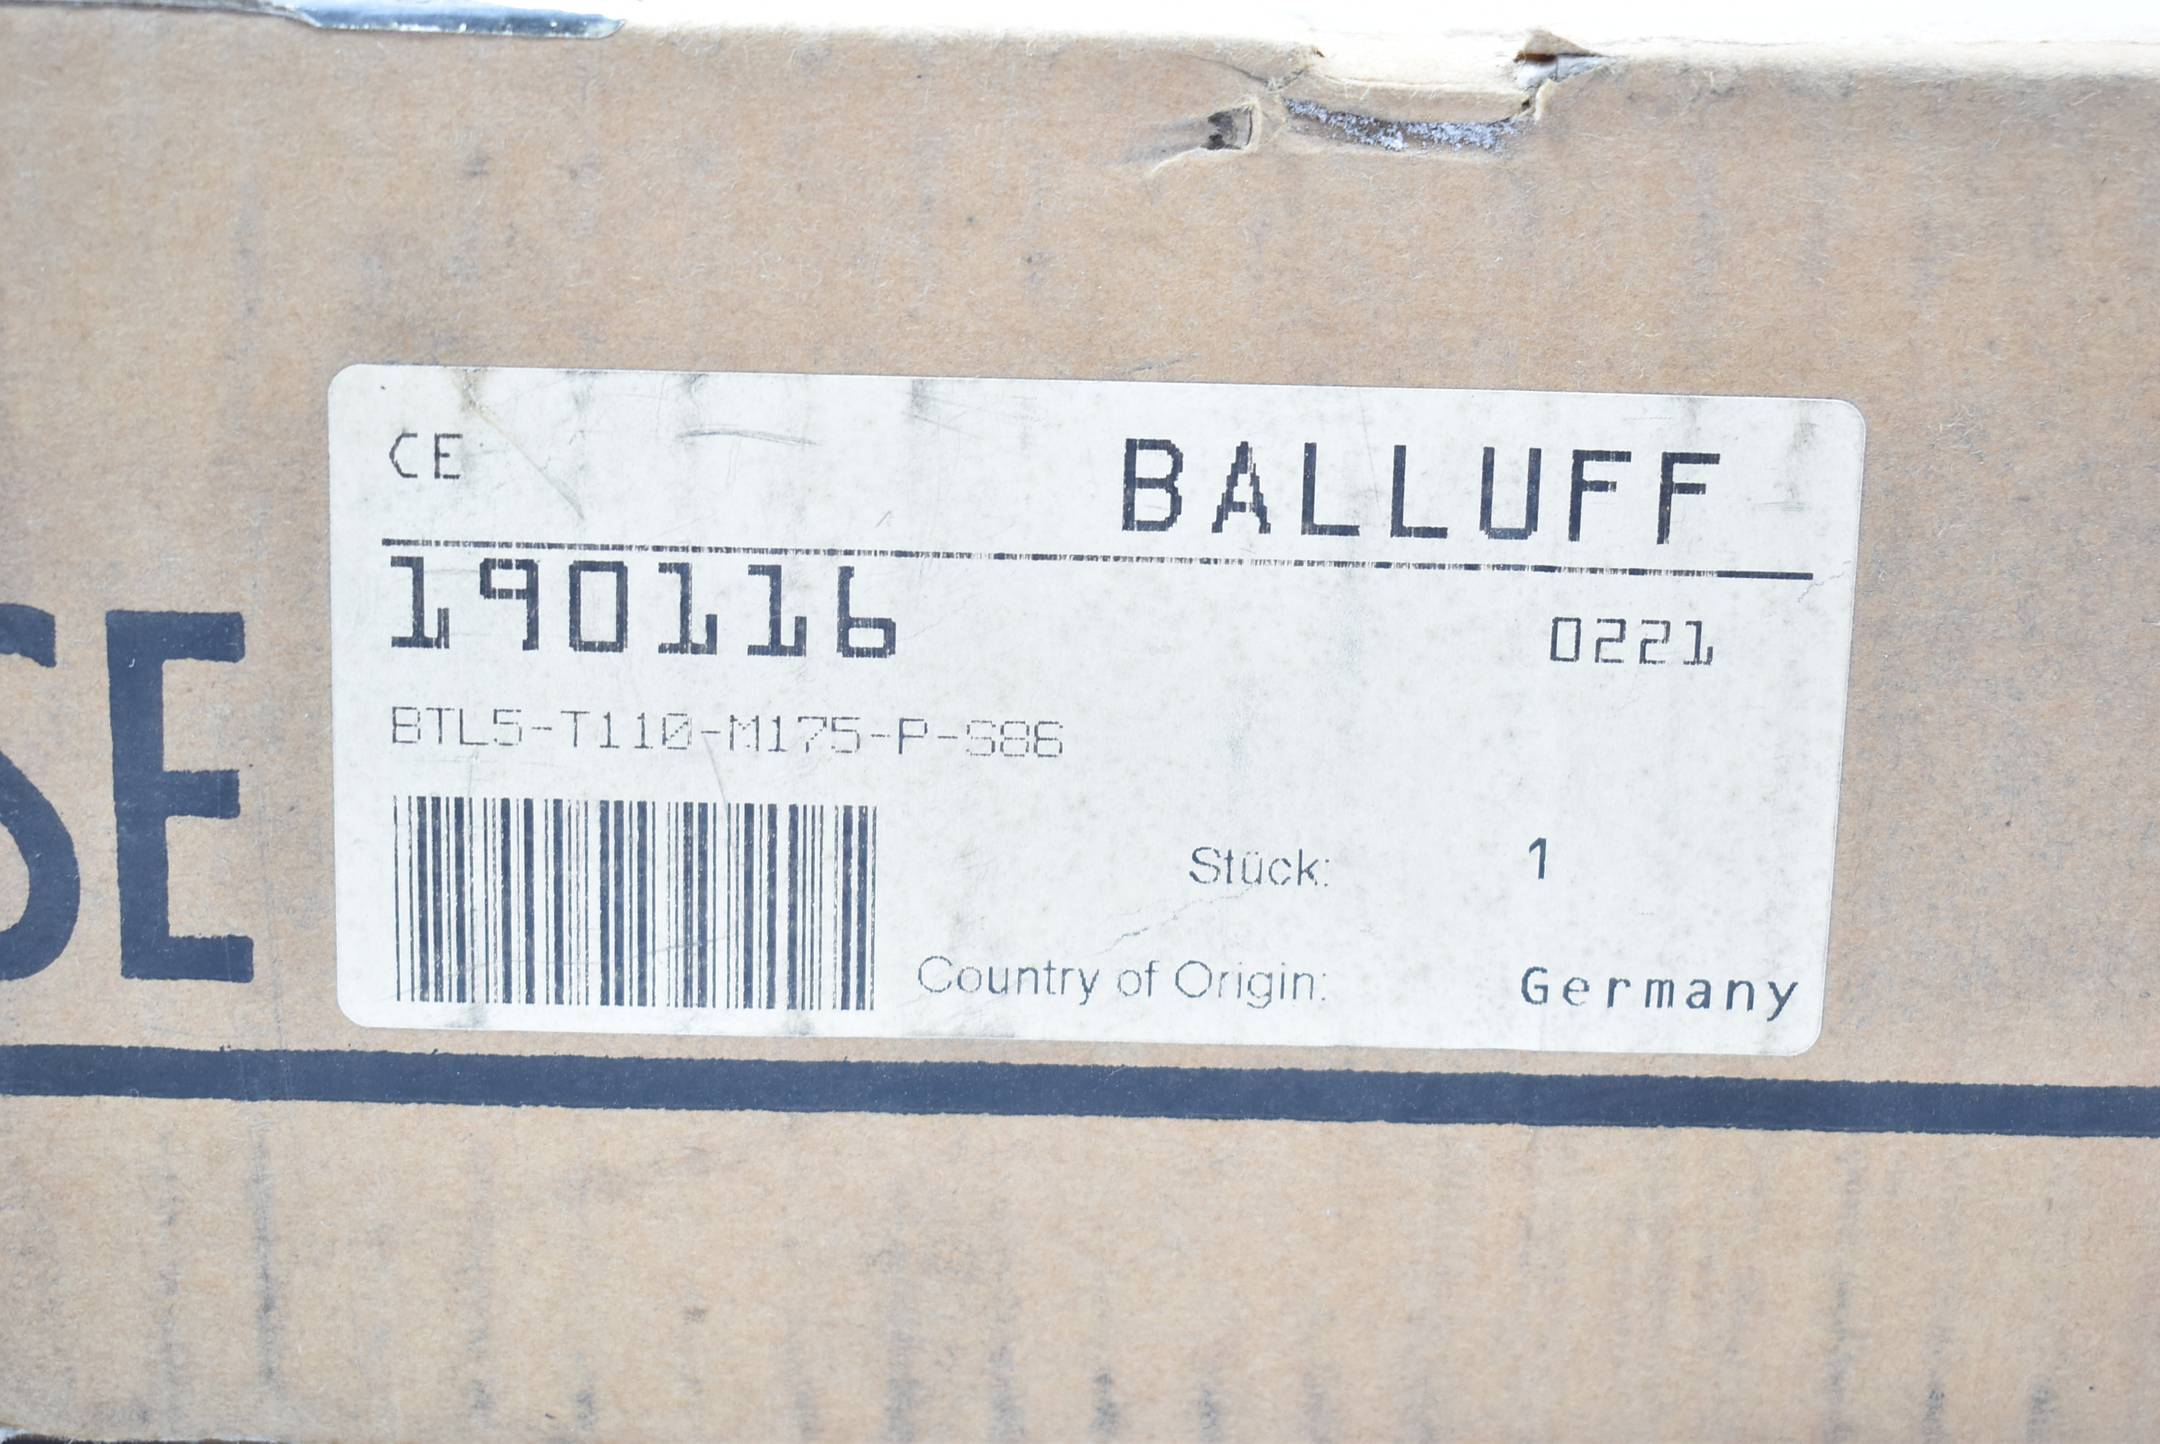 CE BALLUFF
190116 0221
BTL5-T110-M175-P-S86
Stück: 1
Country of Origin: Germany
SE